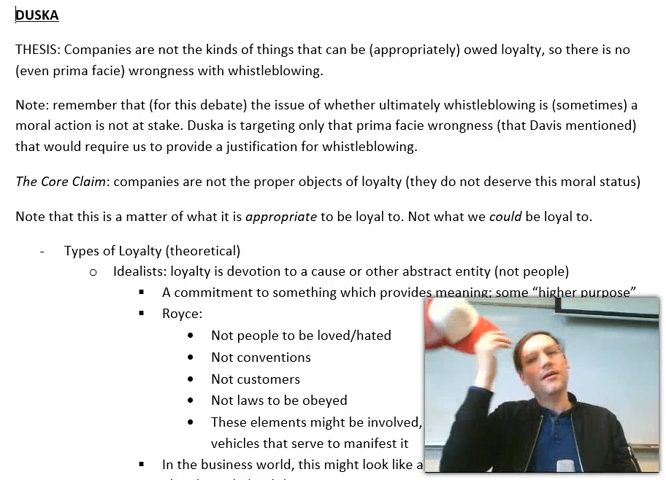 DUSKA
THESIS: Companies are not the kinds of things that can be (appropriately) owed loyalty, so there is no
(even prima facie) wrongness with whistleblowing.
Note: remember that (for this debate) the issue of whether ultimately whistleblowing is (sometimes) a
moral action is not at stake. Duska is targeting only that prima facie wrongness (that Davis mentioned)
that would require us to provide a justification for whistleblowing.
The Core Claim: companies are not the proper objects of loyalty (they do not deserve this moral status)
Note that this is a matter of what it is appropriate to be loyal to. Not what we could be loyal to.
- Types of Loyalty (theoretical)
o Idealists: loyalty is devotion to a cause or other abstract entity (not people)
▪ A commitment to something which provides meaning: some “higher purpose”
▪ Royce:
• Not people to be loved/hated
• Not conventions
• Not customers
• Not laws to be obeyed
• These elements might be involved,
vehicles that serve to manifest it
▪ In the business world, this might look like a